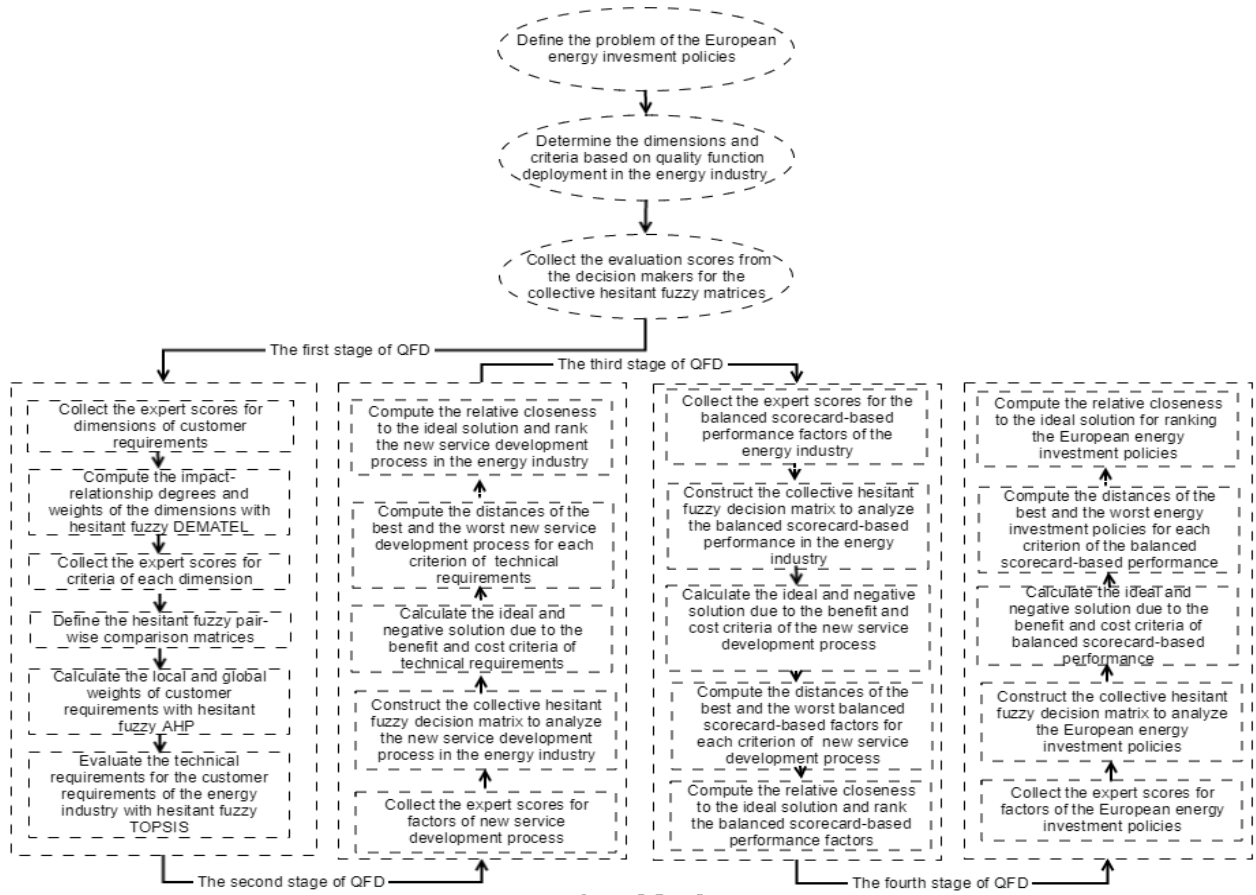 Define the problem of the European
energy invesment policies
Determine the dimensions and
criteria based on quality function
deployment in the energy industry
Collect the evaluation scores from
the decision makers for the
collective hesitant fuzzy matrices
The first stage of QFD
Collect the expert scores for
dimensions of customer
requirements
Compute the impact-
relationship degrees and
weights of the dimensions with
hesitant fuzzy DEMATEL
Collect the expert scores for
criteria of each dimension
Define the hesitant fuzzy pair-
wise comparison matrices
Calculate the local and global
weights of customer
requirements with hesitant
fuzzy AHP
Evaluate the technical
requirements for the customer
requirements of the energy
industry with hesitant fuzzy
TOPSIS
The second stage of QFD
Compute the relative closeness
to the ideal solution and rank
the new service development
process in the energy industry
Compute the distances of the
best and the worst new service
development process for each
criterion of technical
requirements
Calculate the ideal and
negative solution due to the
benefit and cost criteria of
technical requirements
Construct the collective hesitant
fuzzy decision matrix to analyze
the new service development
process in the energy industry
Collect the expert scores for
factors of new service
development process
The third stage of QFD
Collect the expert scores for the
balanced scorecard-based
performance factors of the
energy industry
Construct the collective hesitant
fuzzy decision matrix to analyze
the balanced scorecard-based
performance in the energy
industry
Calculate the ideal and negative
solution due to the benefit and
cost criteria of the new service
development process
Compute the distances of the
best and the worst balanced
scorecard-based factors for
each criterion of new service
development process
Compute the relative closeness
to the ideal solution and rank
the balanced scorecard-based
performance factors
The fourth stage of QFD
Compute the relative closeness
to the ideal solution for ranking
the European energy
investment policies
Compute the distances of the
best and the worst energy
investment policies for each
criterion of the balanced
scorecard-based performance
Calculate the ideal and
negative solution due to the
benefit and cost criteria of
balanced scorecard-based
performance
Construct the collective hesitant
fuzzy decision matrix to analyze
the European energy
investment policies
Collect the expert scores for
factors of the European energy
investment policies